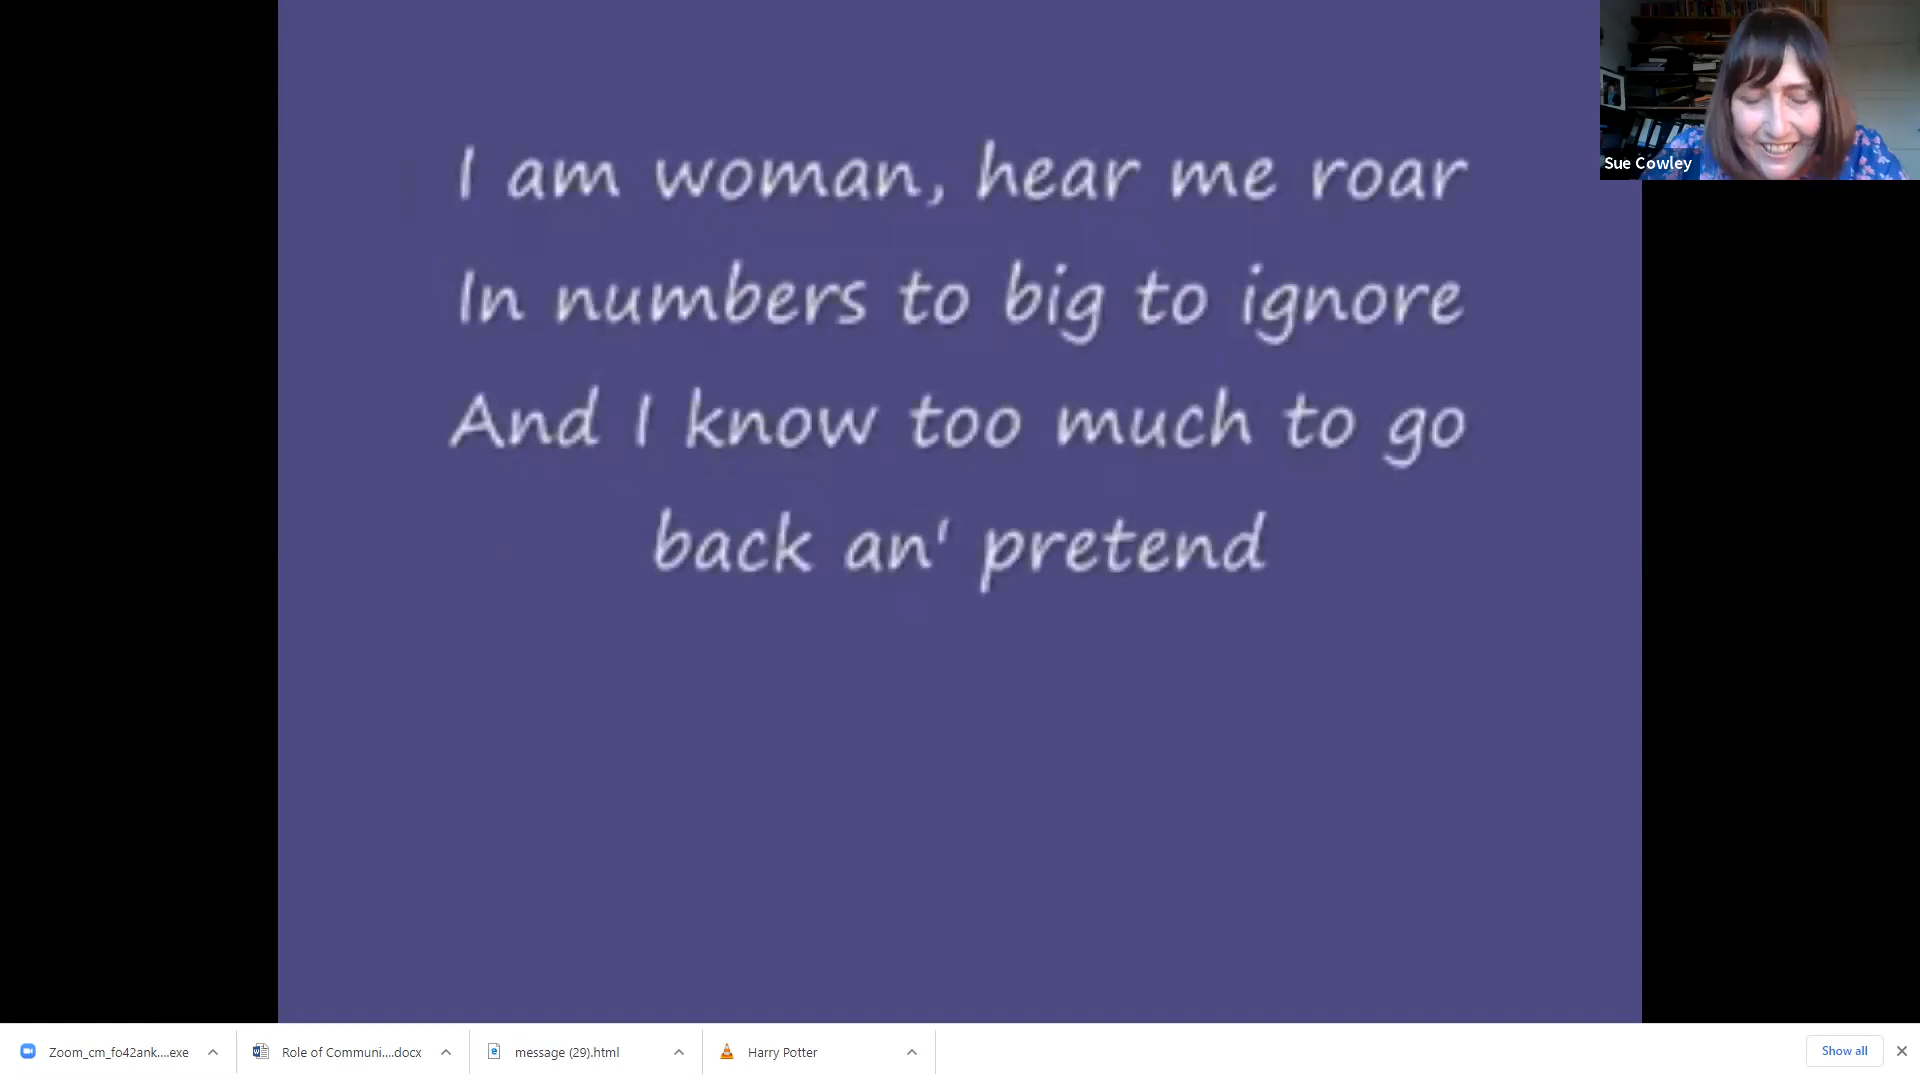 I am woman, hear me roar
In numbers to big to ignore
And I know too much to go
back an' pretend
Sue Cowley
Zoom_cm_fo42ank....exe
Role of Communi....docx
message (29).html
Harry Potter
Show all